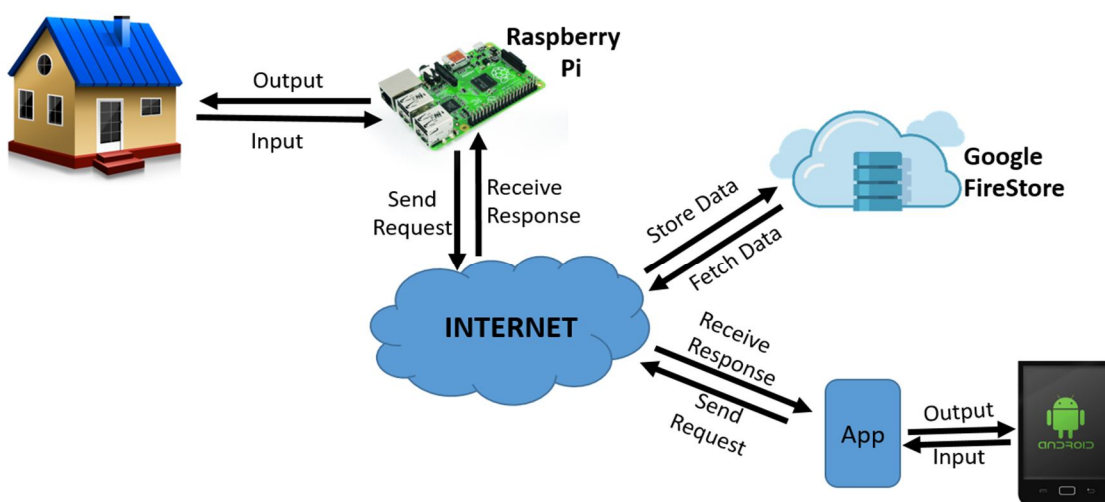 Raspberry
Pi
Output
Input
Send
Request
Receive
Response
Google
FireStore
Store Data
Fetch Data
INTERNET
Receive
Response
Send
Request
App
Output
Input
ANDROID